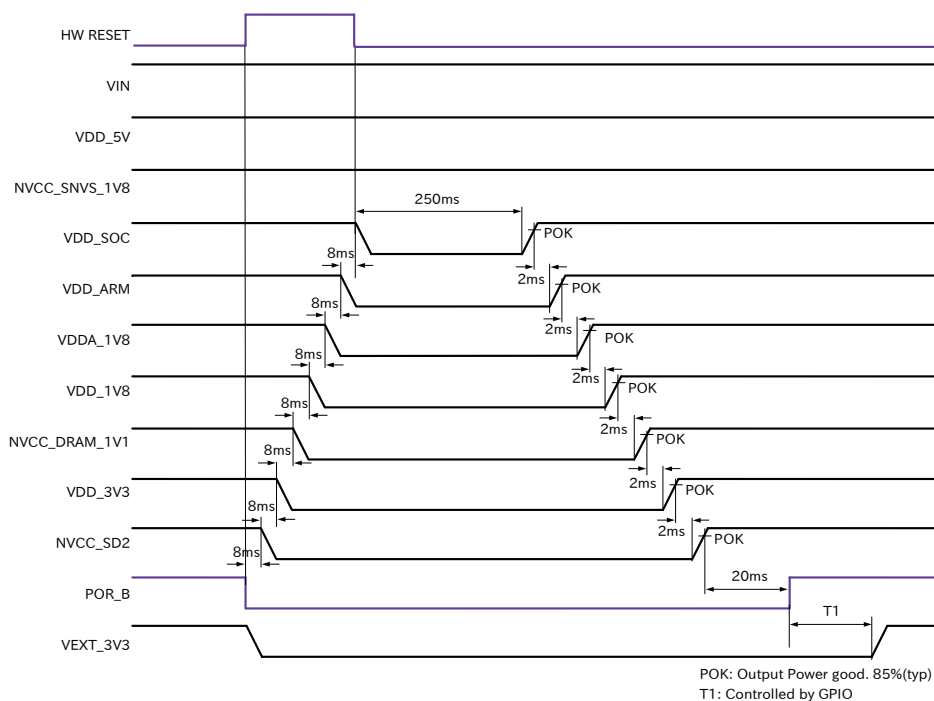 HW RESET
VIN
VDD_5V
NVCC_SNVS_1V8
250ms
VDD_SOC
POK
8ms
2ms
VDD_ARM
POK
8ms
2ms
VDDA_1V8
POK
8ms
2ms
VDD_1V8
POK
8ms
2ms
NVCC_DRAM_1V1
POK
8ms
2ms
VDD_3V3
POK
8ms
2ms
NVCC_SD2
POK
8ms
20ms
POR_B
T1
VEXT_3V3
POK: Output Power good. 85%(typ)
T1: Controlled by GPIO